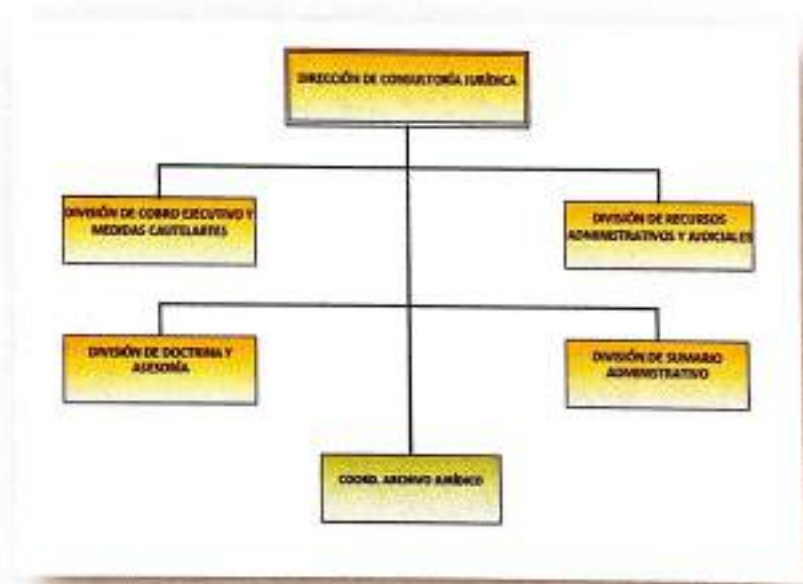 DIRECCIÓN DE CONSULTORÍA JURÍDICA
DIVISIÓN DE COBRO EJECUTIVO Y
MEDIDAS CAUTELARTES
DIVISIÓN DE RECURSOS
ADMINISTRATIVOS Y JUDICIALES
DIVISIÓN DE DOCTRINA Y
ASESORÍA
DIVISIÓN DE SUMARIO
ADMINISTRATIVO
COORD. ARCHIVO JURÍDICO